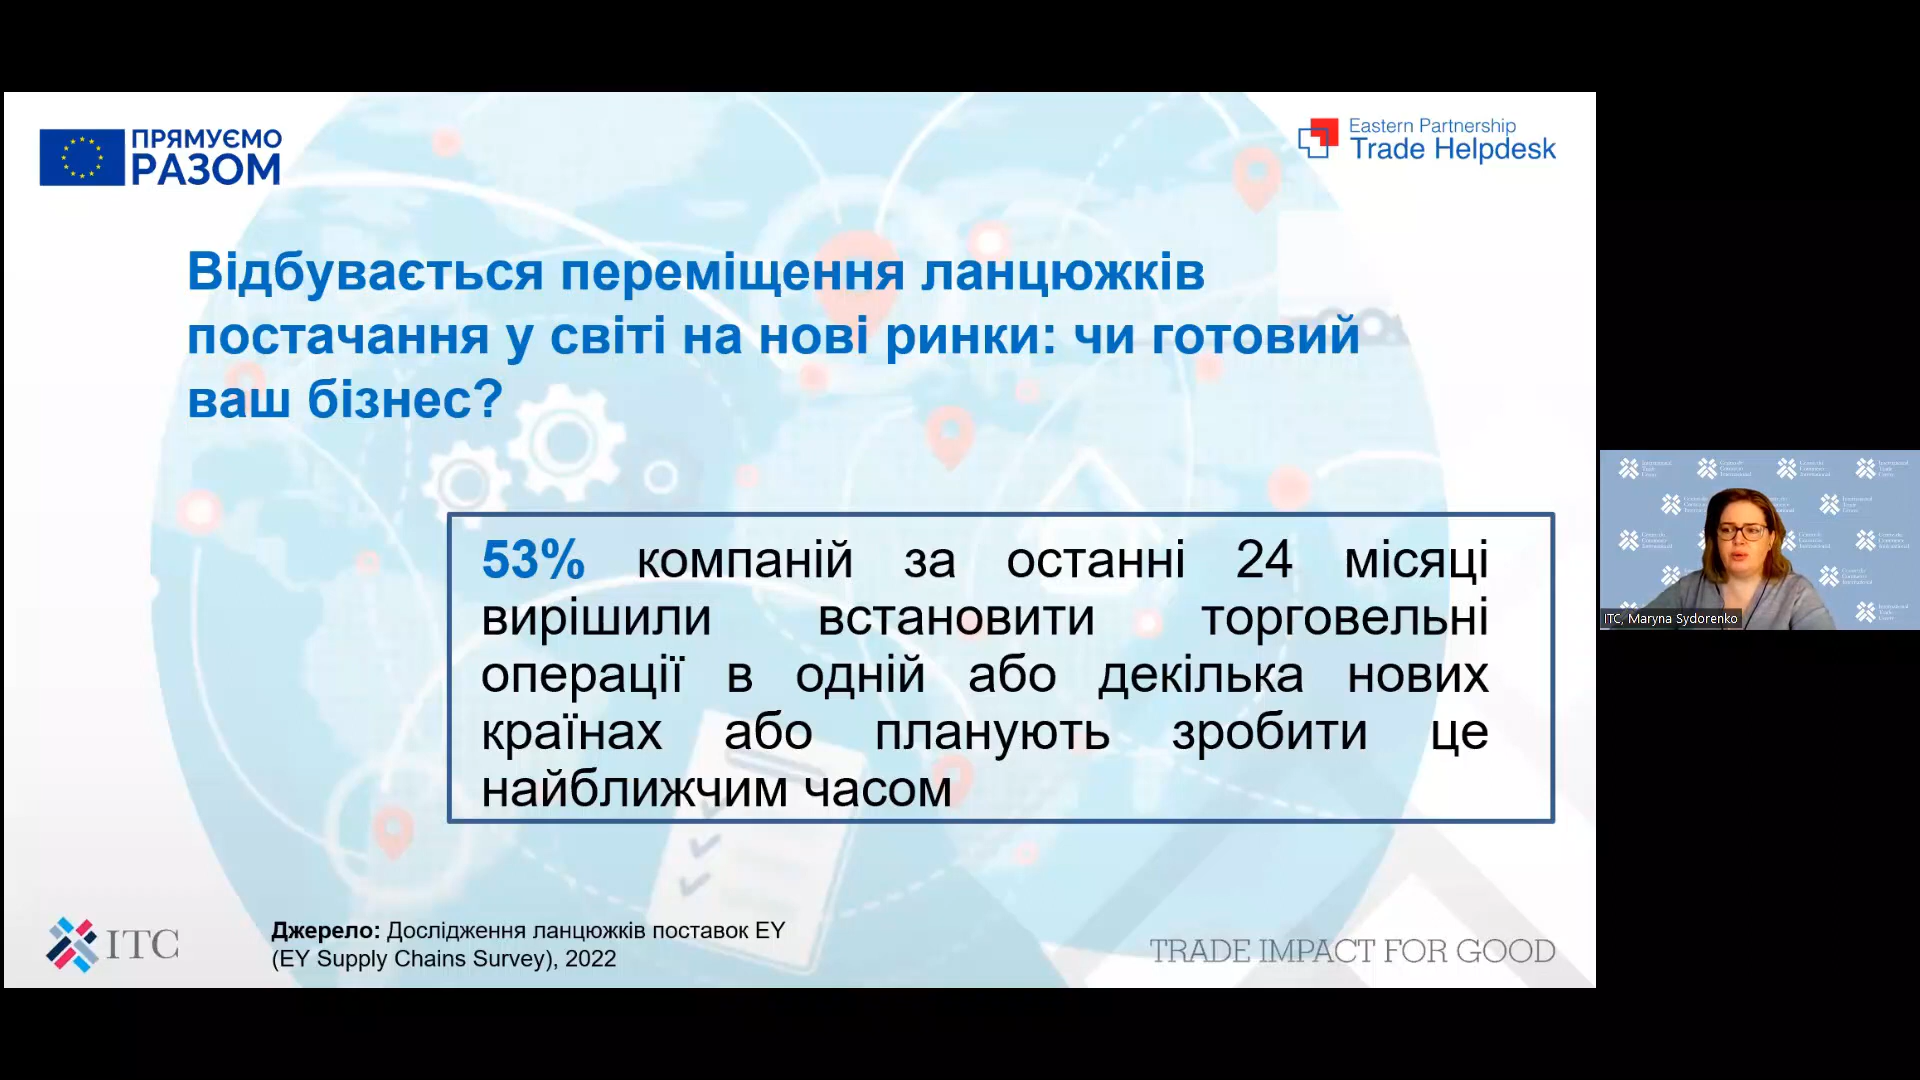 ПРЯМУЄМО
РАЗОМ
Eastern Partnership
Trade Helpdesk
Відбувається переміщення ланцюжків
постачання у світі на нові ринки: чи готовий
ваш бізнес?
53% компаній за останні 24 місяці
вирішили встановити торговельні
операції в одній або декілька нових
країнах або планують зробити це
найближчим часом
ITC, Maryna Sydorenko
ITC
Джерело: Дослідження ланцюжків поставок EY
(EY Supply Chains Survey), 2022
TRADE IMPACT FOR GOOD